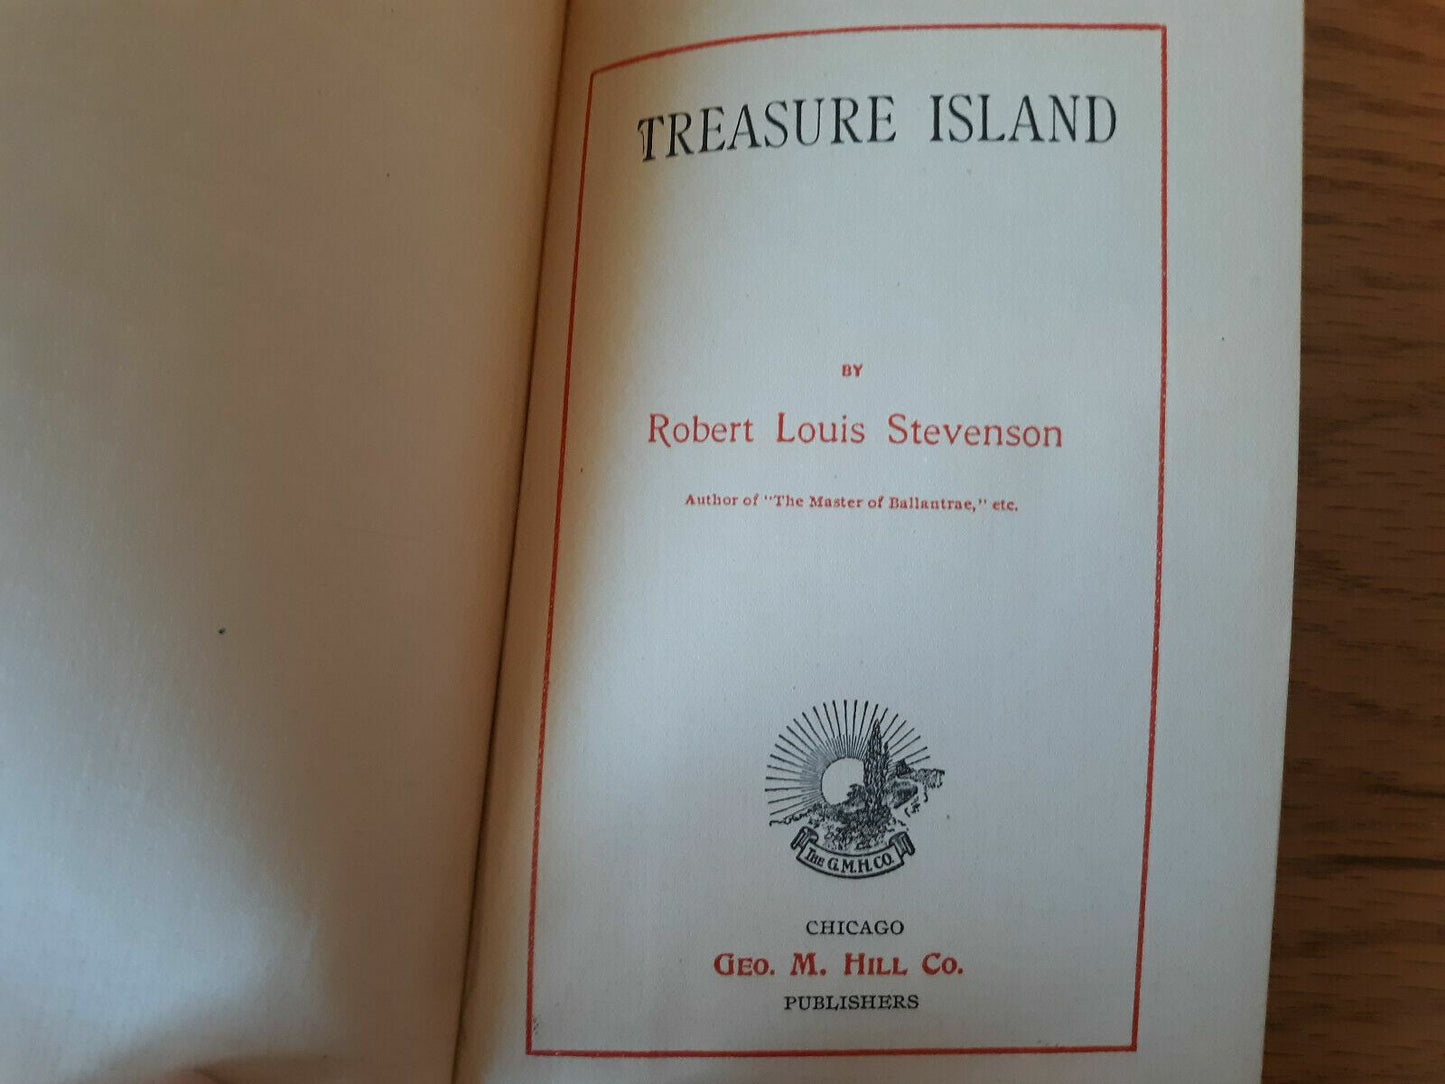 TREASURE ISLAND
BY
Robert Louis Stevenson
Author of "The Master of Ballantrae," etc.
THE G.M.H. CO.
CHICAGO
GEO. M. HILL CO.
PUBLISHERS